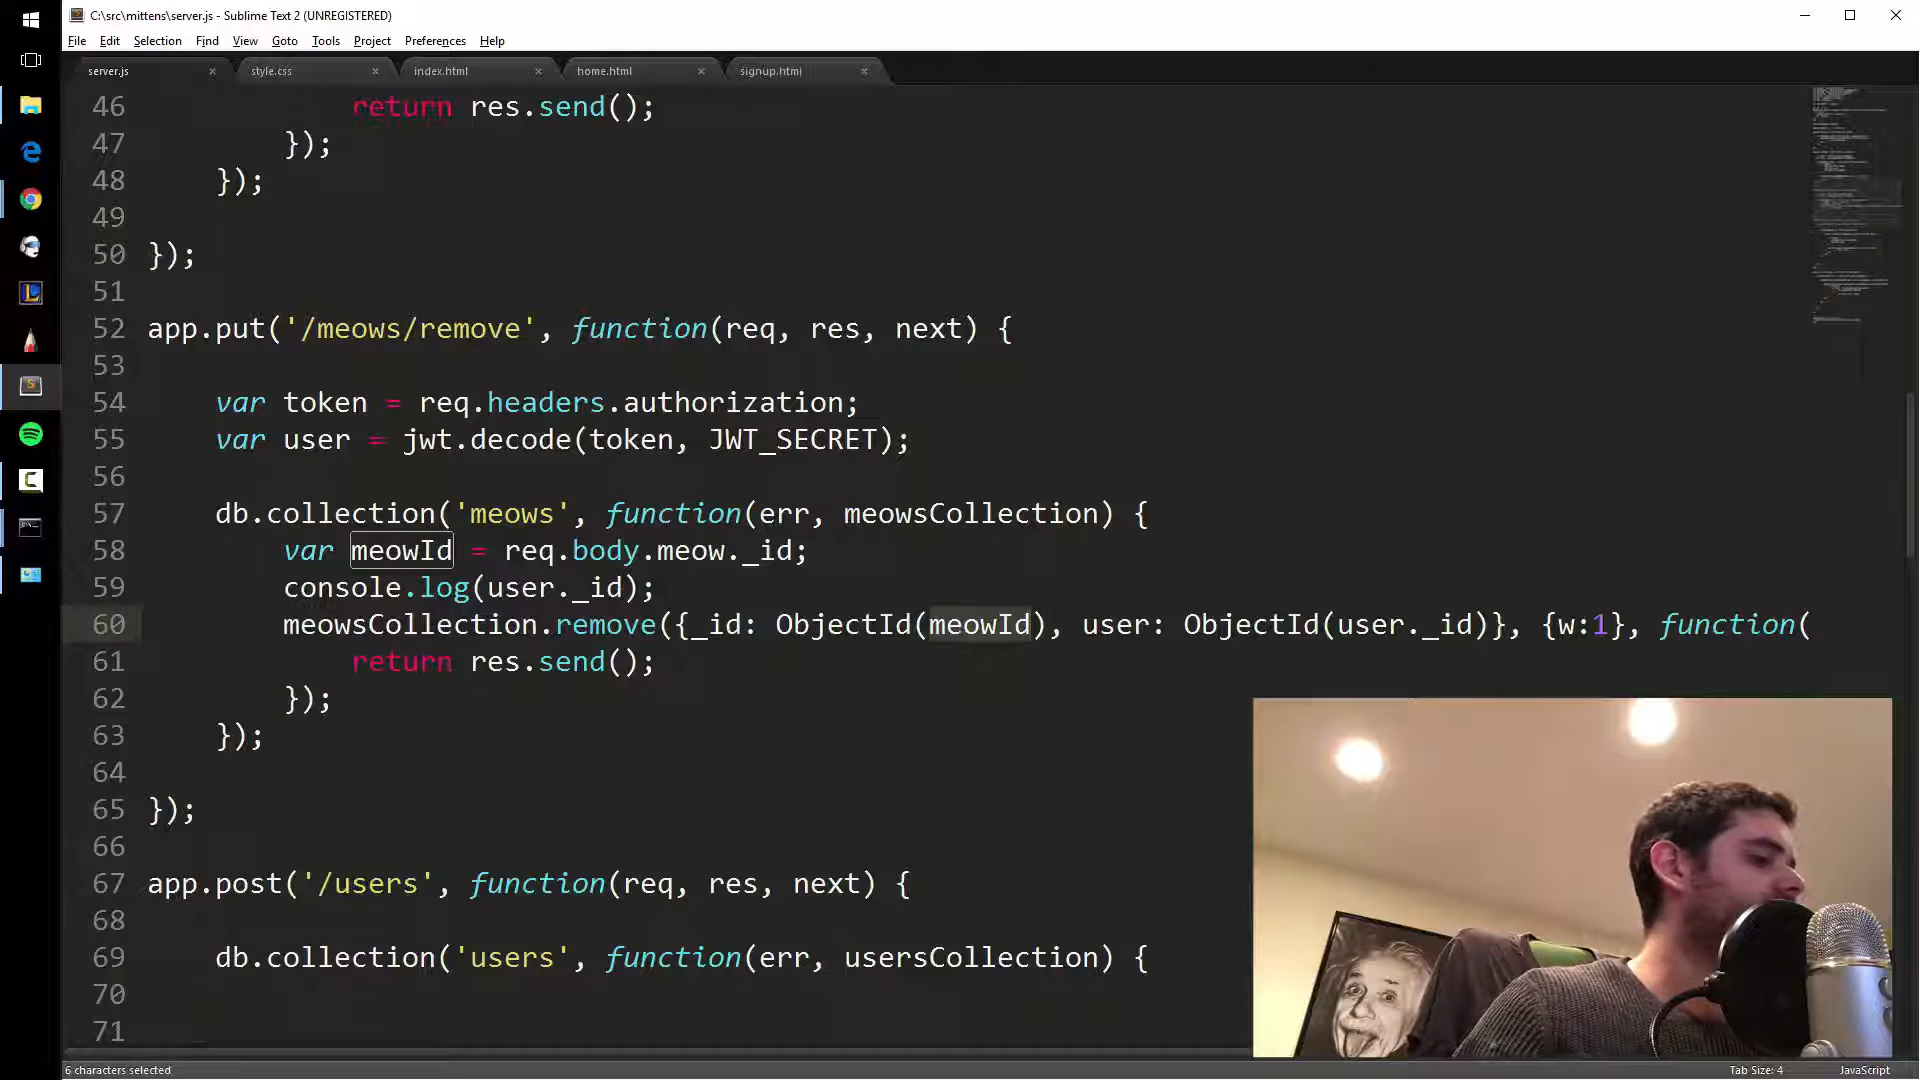 C:\src\mittens\server.js - Sublime Text 2 (UNREGISTERED)
File Edit Selection Find View Goto Tools Project Preferences Help
server.js × style.css × index.html × home.html × signup.html ×
46 return res.send();
47 });
48 });
49
50 });
51
52 app.put('/meows/remove', function(req, res, next) {
53
54 var token = req.headers.authorization;
55 var user = jwt.decode(token, JWT_SECRET);
56
57 db.collection('meows', function(err, meowsCollection) {
58 var meowId = req.body.meow._id;
59 console.log(user._id);
60 meowsCollection.remove({_id: ObjectId(meowId), user: ObjectId(user._id)}, {w:1}, function(
61 return res.send();
62 });
63 });
64
65 });
66
67 app.post('/users', function(req, res, next) {
68
69 db.collection('users', function(err, usersCollection) {
70
71
6 characters selected Tab Size: 4 JavaScript